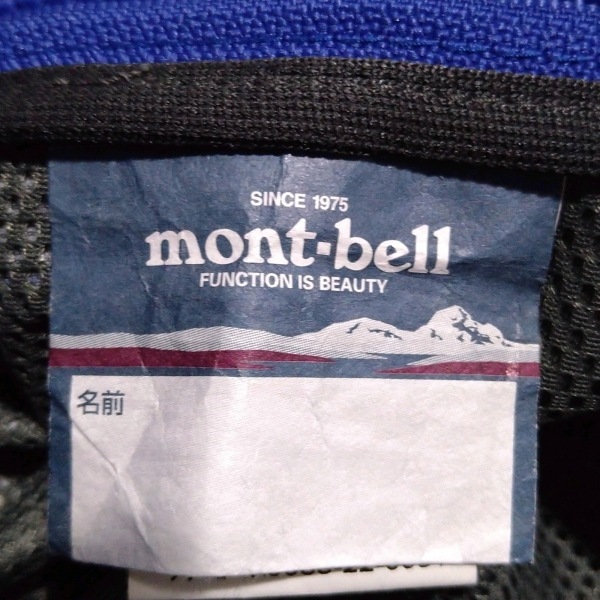 SINCE 1975
mont-bell
FUNCTION IS BEAUTY
名前